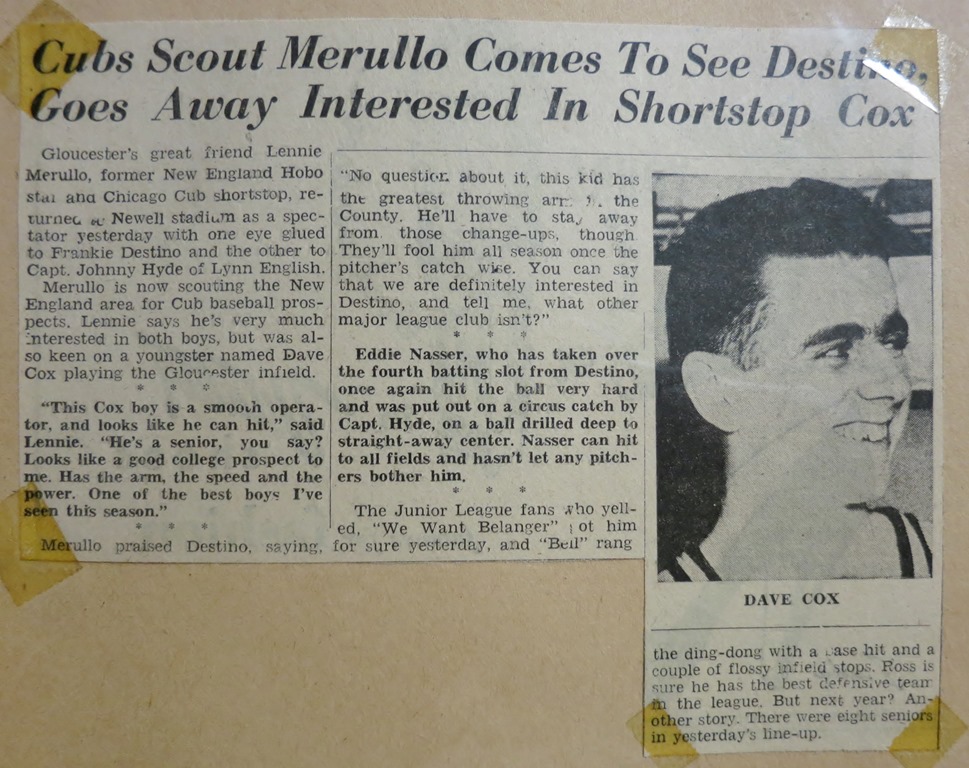 Cubs Scout Merullo Comes To See Destino,
Goes Away Interested In Shortstop Cox
Gloucester's great friend Lennie
Merullo, former New England Hobo
star and Chicago Cub shortstop, re-
turned Newell stadium as a spec-
tator yesterday with one eye glued
to Frankie Destino and the other to
Capt. Johnny Hyde of Lynn English.
Merullo is now scouting the New
England area for Cub baseball pros-
pects. Lennie says he's very much
interested in both boys, but was al-
so keen on a youngster named Dave
Cox playing the Gloucester infield.
* * *
"This Cox boy is a smooth opera-
tor, and looks like he can hit," said
Lennie. "He's a senior, you say?
Looks like a good college prospect to
me. Has the arm, the speed and the
power. One of the best boys I've
seen this season."
* * *
Merullo praised Destino, saying,
"No question about it, this kid has
the greatest throwing arm the
County. He'll have to stay away
from those change-ups, though.
They'll fool him all season once the
pitcher's catch wise. You can say
that we are definitely interested in
Destino, and tell me, what other
major league club isn't?"
* * *
Eddie Nasser, who has taken over
the fourth batting slot from Destino,
once again hit the ball very hard
and was put out on a circus catch by
Capt. Hyde, on a ball drilled deep to
straight-away center. Nasser can hit
to all fields and hasn't let any pitch-
ers bother him.
* * *
The Junior League fans who yell-
ed, "We Want Belanger" got him
for sure yesterday, and "Bell" rang
DAVE COX
the ding-dong with a base hit and a
couple of flossy infield stops. Ross is
sure he has the best defensive team
in the league. But next year? An-
other story. There were eight seniors
in yesterday's line-up.